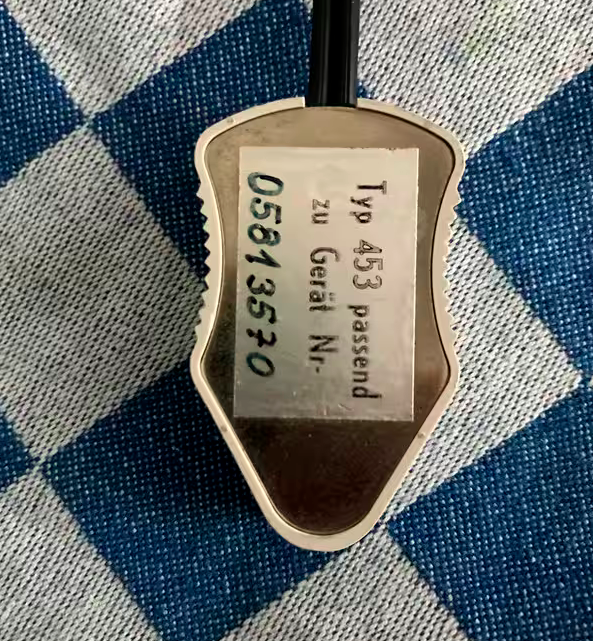 Typ 453 passend
zu Gerät Nr.
05813570